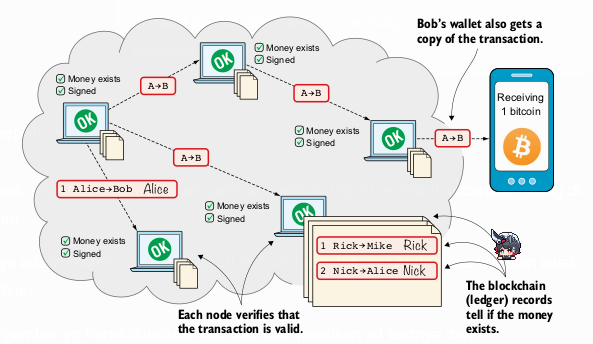 Bob's wallet also gets a
copy of the transaction.
Money exists
Signed
OK
Money exists
Signed
A→B
OK
A→B
Receiving
1 bitcoin
Money exists
Signed
OK
A→B
A→B
1 Alice→Bob Alice
Money exists
Signed
OK
Money exists
Signed
OK
1 Rick→Mike Rick
2 Nick→Alice Nick
Each node verifies that
the transaction is valid.
The blockchain
(ledger) records
tell if the money
exists.